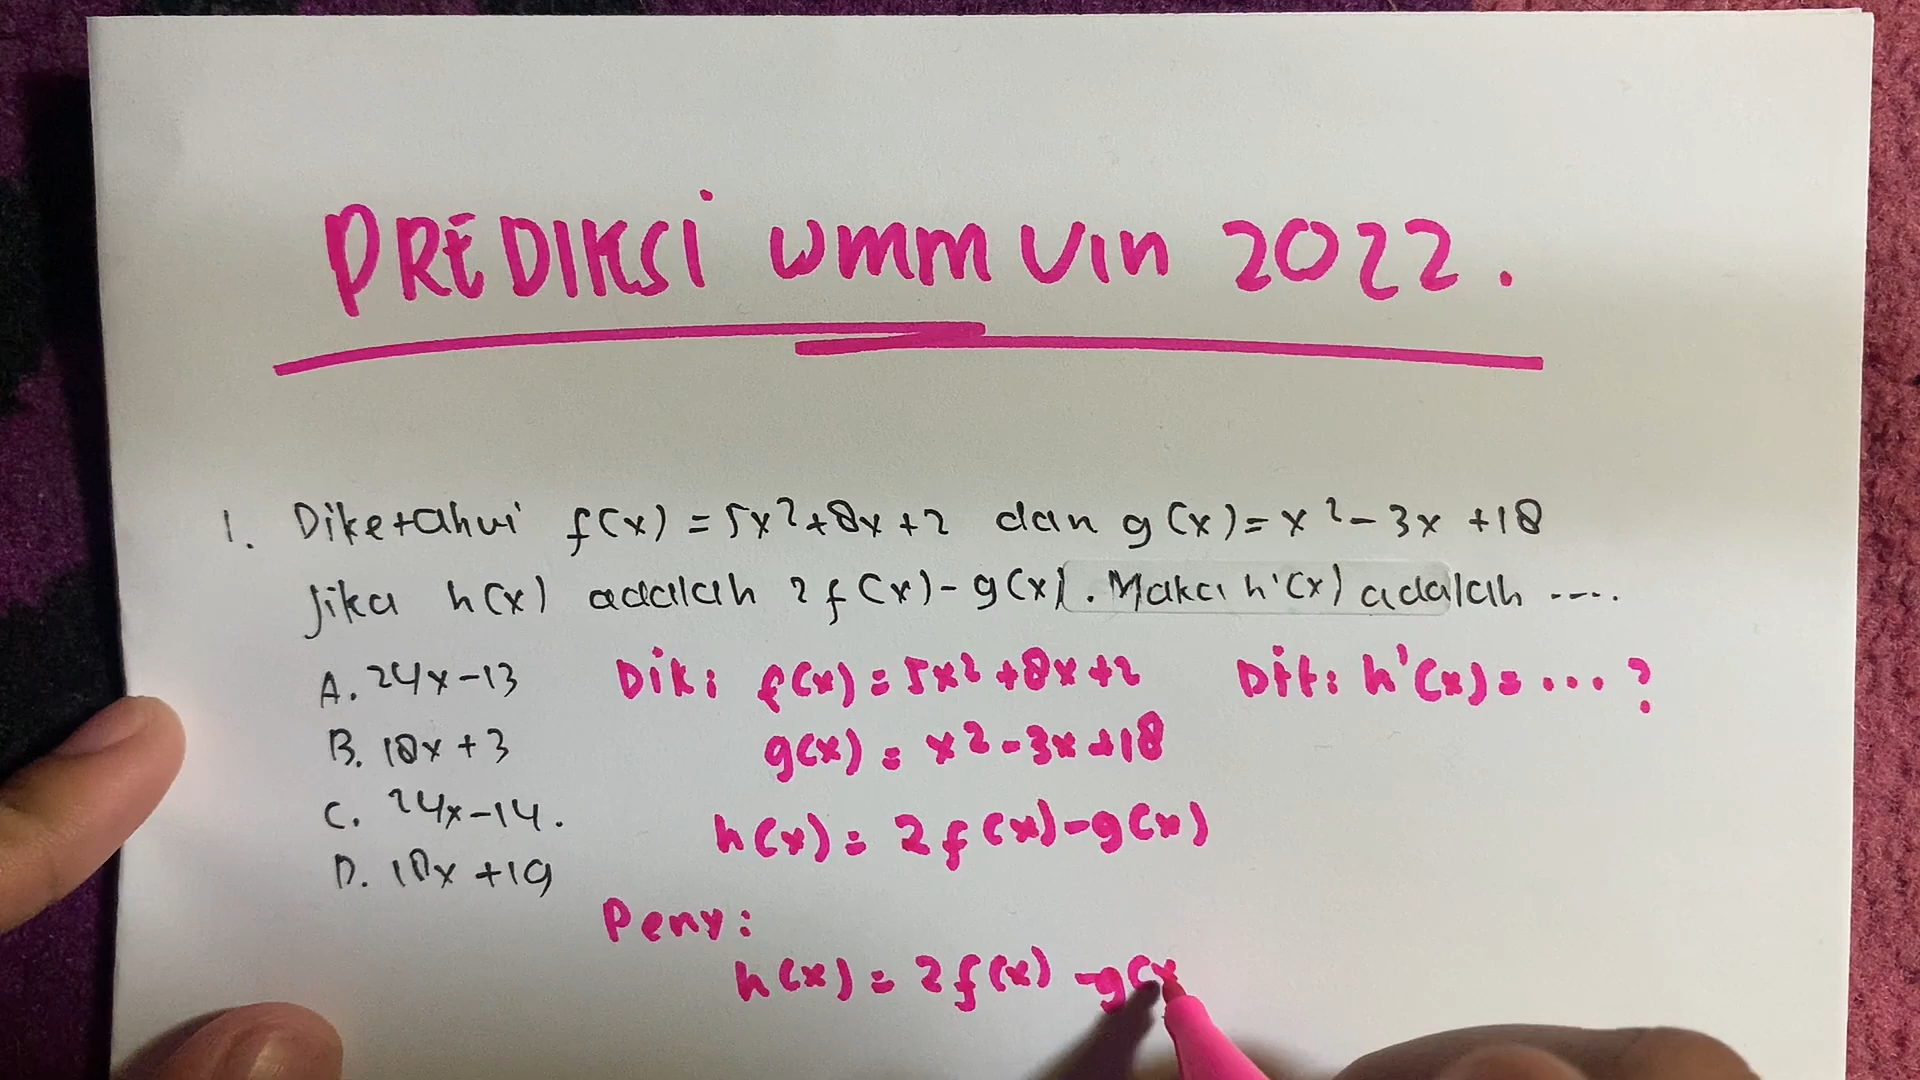 PREDIKSI UMM UIN 2022.
1. Diketahui f(x) = 5x²+8x+2 dan g(x)= x²-3x+18
Jika h(x) adalah 2f(x)-g(x). Maka h'(x) adalah ....
A. 24x-13
B. 18x+3
C. 24x-14.
D. 18x+19
Dik: f(x) = 5x²+8x+2
Dit: h'(x) = ...?
g(x) = x²-3x+18
h(x) = 2f(x)-g(x)
Peny:
h(x) = 2f(x) -g(x